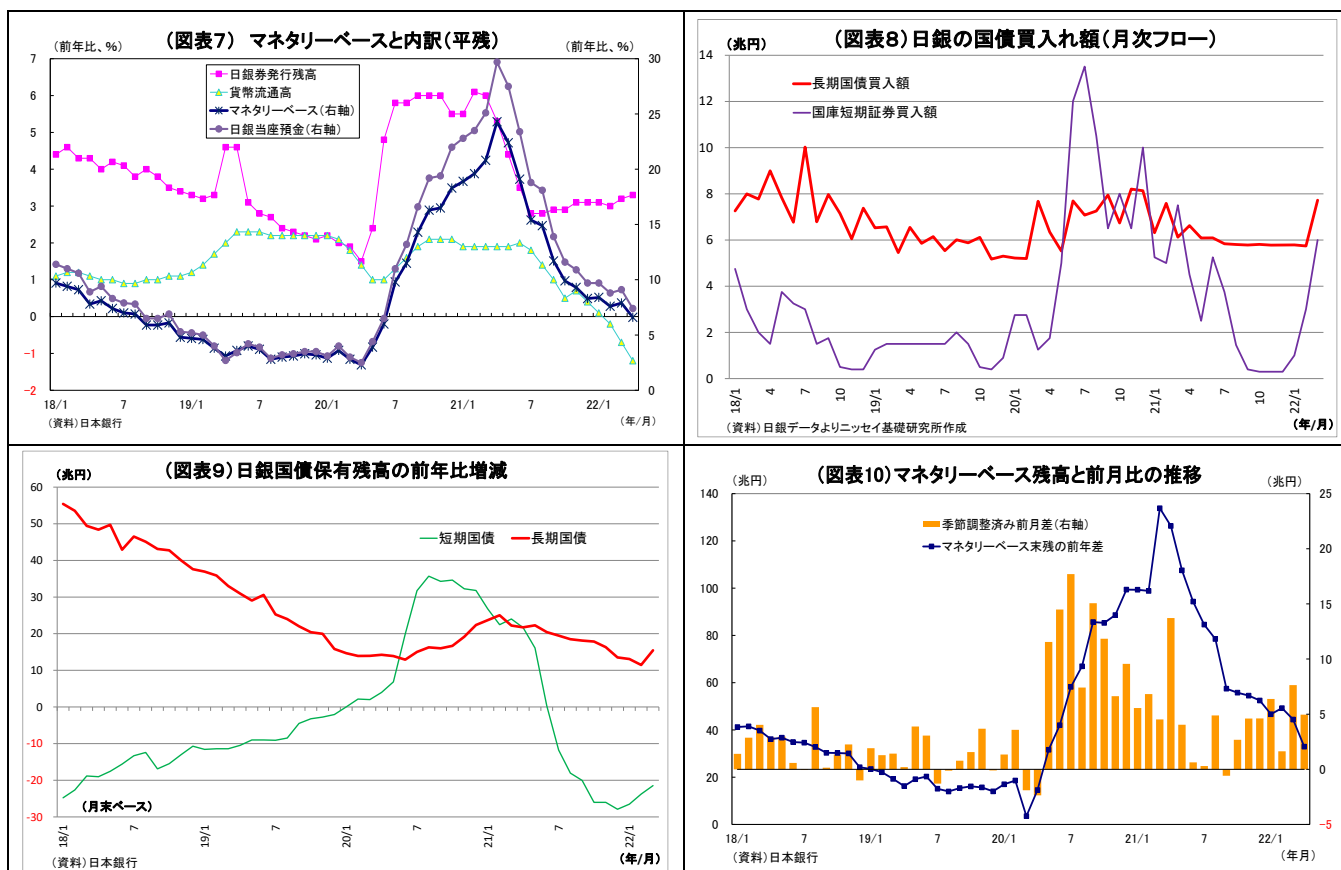 (図表7) マネタリーベースと内訳(平残)
(前年比、%)
(前年比、%)
日銀券発行残高
貨幣流通高
マネタリーベース(右軸)
日銀当座預金(右軸)
7
6
5
4
3
2
1
0
−1
−2
30
25
20
15
10
5
0
18/1 7 19/1 7 20/1 7 21/1 7 22/1
(資料)日本銀行
(年/月)
(図表8)日銀の国債買入れ額(月次フロー)
(兆円)
長期国債買入額
国庫短期証券買入額
14
12
10
8
6
4
2
0
18/1 4 7 10 19/1 4 7 10 20/1 4 7 10 21/1 4 7 10 22/1
(年/月)
(資料)日銀データよりニッセイ基礎研究所作成
(図表9)日銀国債保有残高の前年比増減
(兆円)
短期国債
長期国債
60
50
40
30
20
10
0
-10
-20
-30
(月末ベース)
18/1 7 19/1 7 20/1 7 21/1 7 22/1
(資料)日本銀行
(年/月)
(図表10)マネタリーベース残高と前月比の推移
(兆円)
(兆円)
季節調整済み前月差(右軸)
マネタリーベース末残の前年差
140
120
100
80
60
40
20
0
25
20
15
10
5
0
-5
18/1 7 19/1 7 20/1 7 21/1 7 22/1
(資料)日本銀行
(年/月)